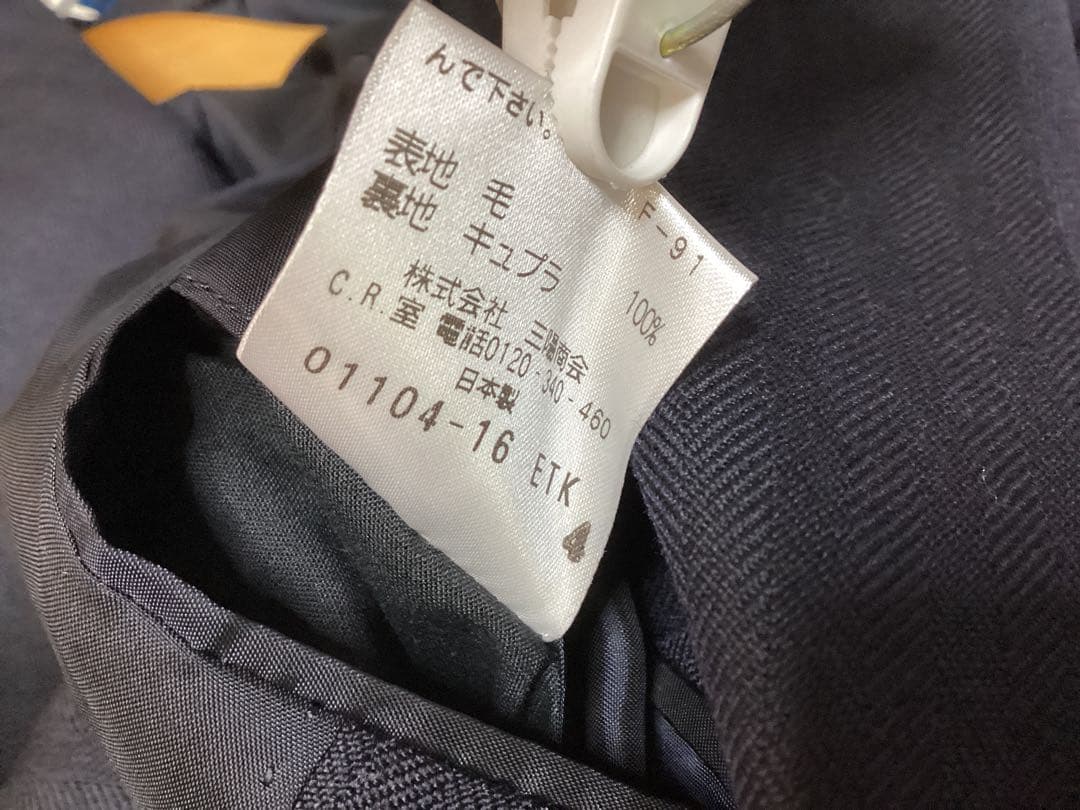 んで下さい。
F-91
表地 毛 100%
裏地 キュプラ
株式会社 三陽商会
C.R.室 電話0120-340-460
日本製
01104-16 ETK
4